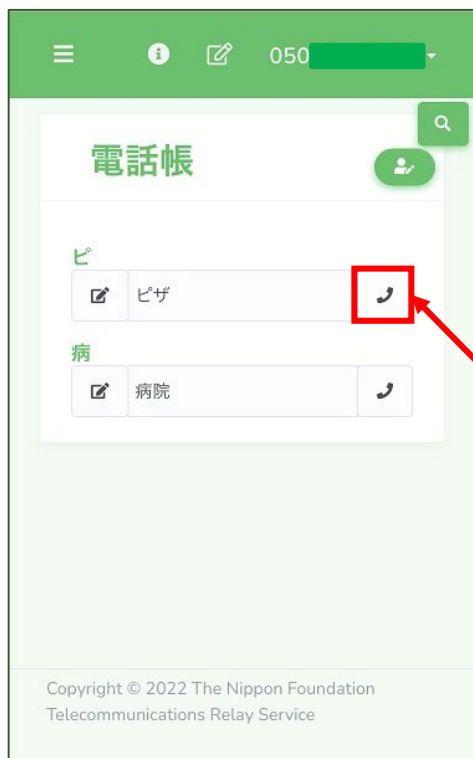 050
電話帳
ピ
ピザ
病
病院
Copyright © 2022 The Nippon Foundation
Telecommunications Relay Service